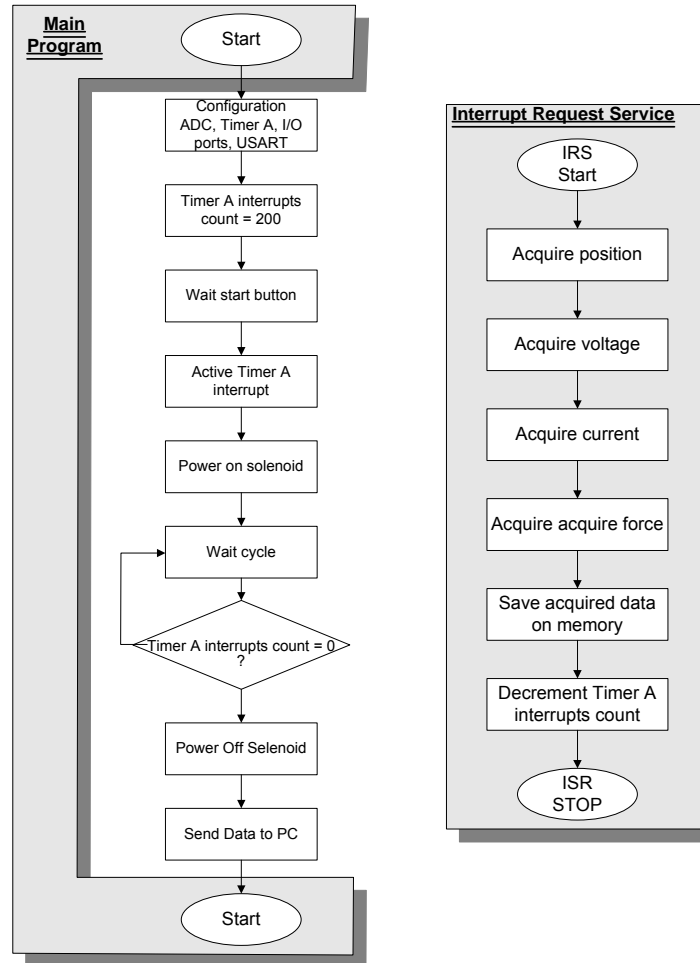 Main
Program
Start
Configuration
ADC, Timer A, I/O
ports, USART
Timer A interrupts
count = 200
Wait start button
Active Timer A
interrupt
Power on solenoid
Wait cycle
Timer A interrupts count = 0
?
Power Off Selenoid
Send Data to PC
Start
Interrupt Request Service
IRS
Start
Acquire position
Acquire voltage
Acquire current
Acquire acquire force
Save acquired data
on memory
Decrement Timer A
interrupts count
ISR
STOP